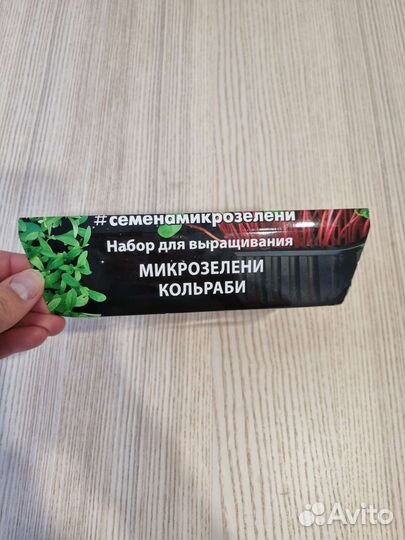 #семенамикрозелени
Набор для выращивания
МИКРОЗЕЛЕНИ
КОЛЬРАБИ
Avito